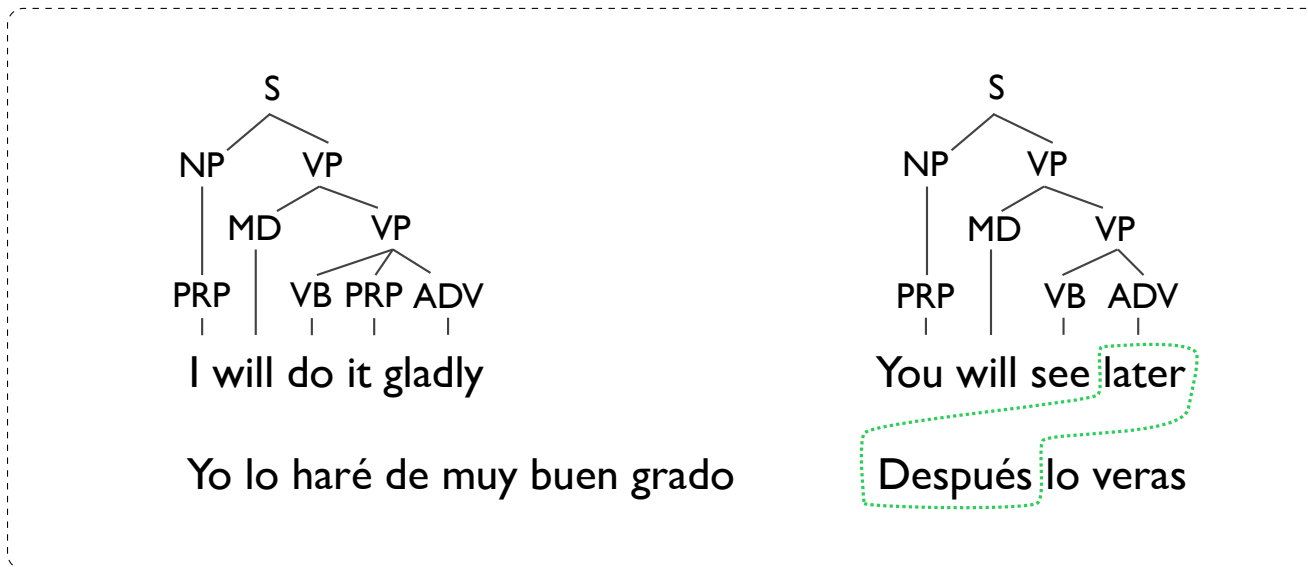 S
NP VP
MD VP
PRP VB PRP ADV
I will do it gladly
Yo lo haré de muy buen grado
S
NP VP
MD VP
PRP VB ADV
You will see later
Después lo veras